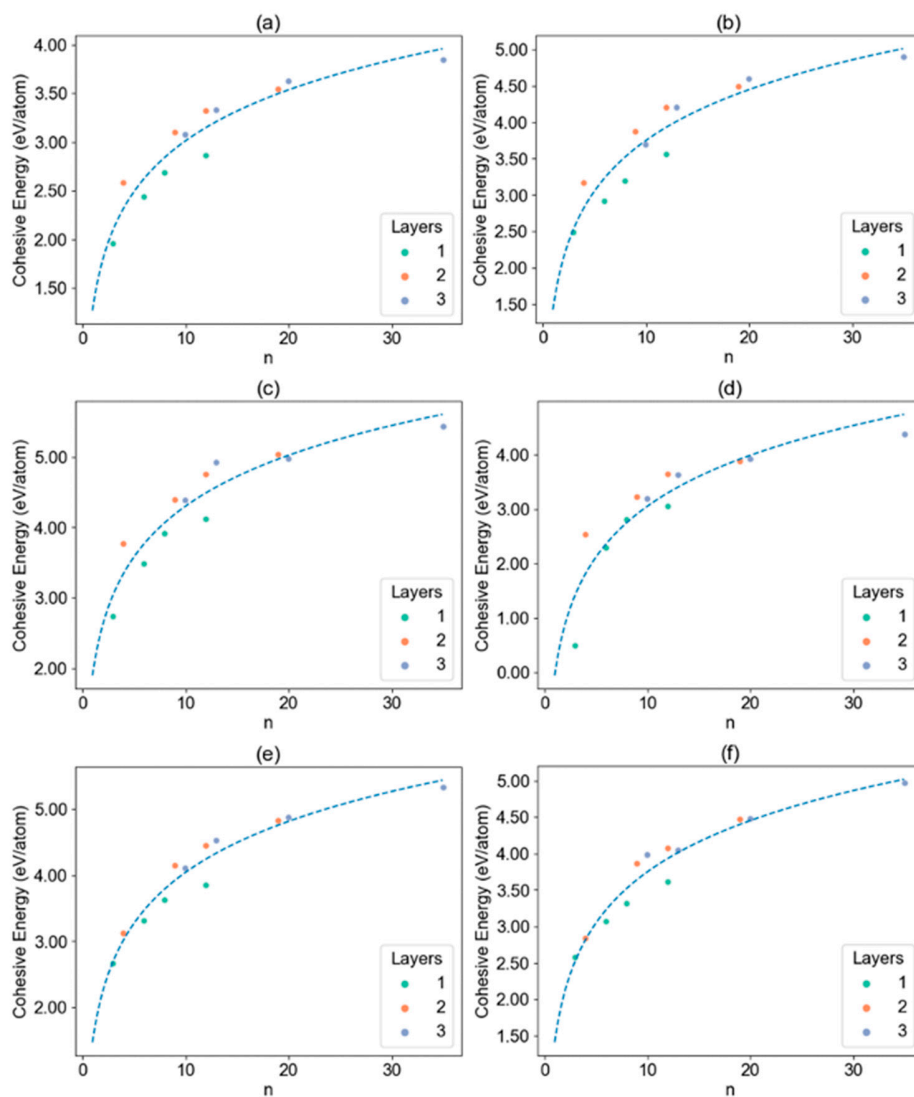 (a)
Cohesive Energy (eV/atom)
4.00
3.50
3.00
2.50
2.00
1.50
Layers
1
2
3
0 10 20 30
n
(b)
Cohesive Energy (eV/atom)
5.00
4.50
4.00
3.50
3.00
2.50
2.00
1.50
Layers
1
2
3
0 10 20 30
n
(c)
Cohesive Energy (eV/atom)
5.00
4.00
3.00
2.00
Layers
1
2
3
0 10 20 30
n
(d)
Cohesive Energy (eV/atom)
4.00
3.00
2.00
1.00
0.00
Layers
1
2
3
0 10 20 30
n
(e)
Cohesive Energy (eV/atom)
5.00
4.00
3.00
2.00
Layers
1
2
3
0 10 20 30
n
(f)
Cohesive Energy (eV/atom)
5.00
4.50
4.00
3.50
3.00
2.50
2.00
1.50
Layers
1
2
3
0 10 20 30
n